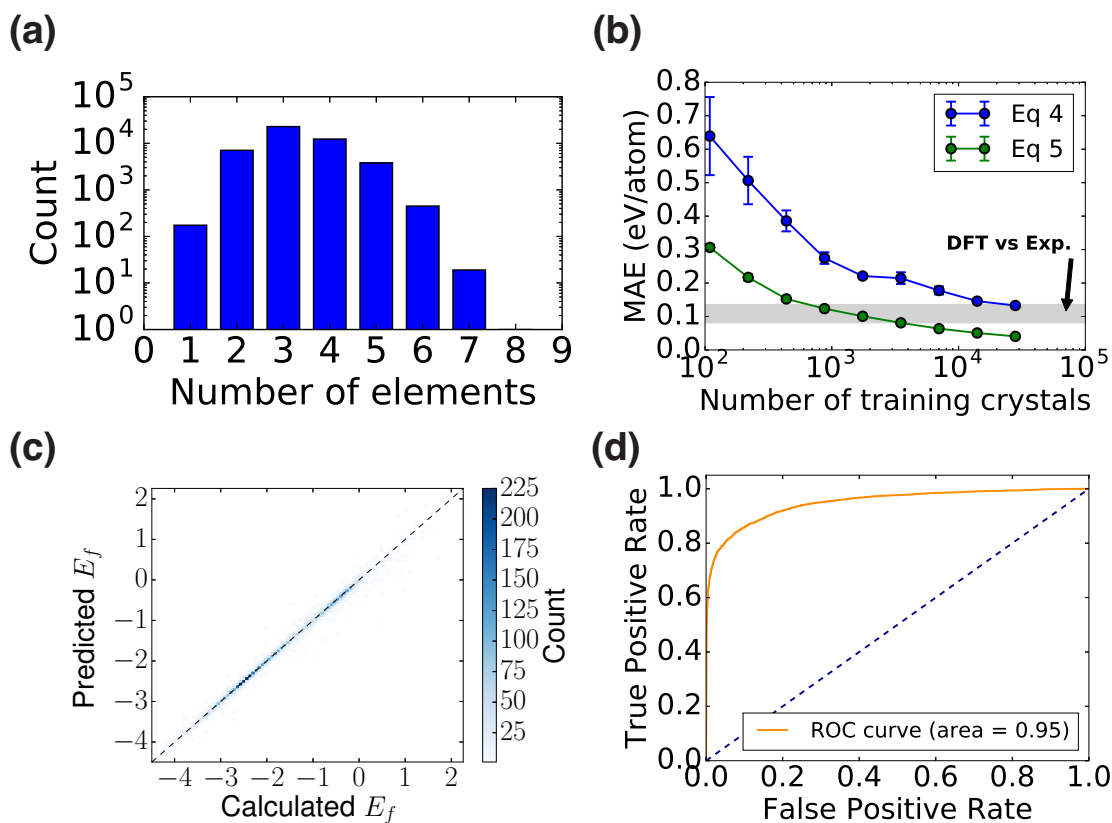 (a)
10^5
10^4
10^3
10^2
10^1
10^0
Count
0 1 2 3 4 5 6 7 8 9
Number of elements
(b)
0.8
0.7
0.6
0.5
0.4
0.3
0.2
0.1
0.0
MAE (eV/atom)
Eq 4
Eq 5
DFT vs Exp.
10^2 10^3 10^4 10^5
Number of training crystals
(c)
2
1
0
−1
−2
−3
−4
Predicted E_f
−4 −3 −2 −1 0 1 2
Calculated E_f
225
200
175
150
125
100
75
50
25
Count
(d)
1.0
0.8
0.6
0.4
0.2
0.0
True Positive Rate
ROC curve (area = 0.95)
0.0 0.2 0.4 0.6 0.8 1.0
False Positive Rate